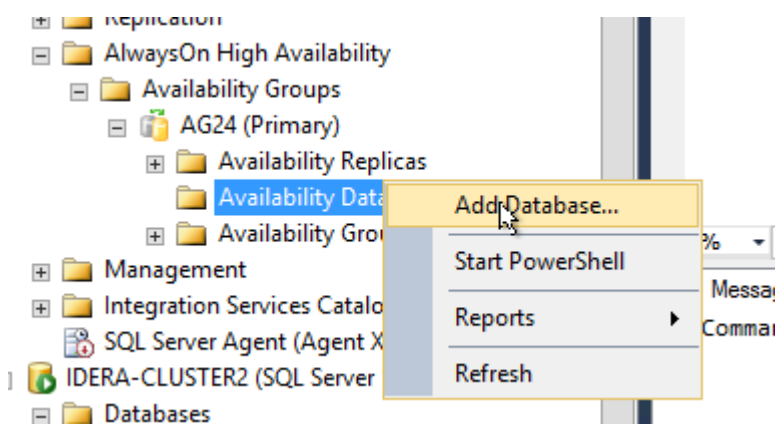 Replication
AlwaysOn High Availability
Availability Groups
AG24 (Primary)
Availability Replicas
Availability Data
Add Database...
Availability Grou
%
Start PowerShell
Management
Messag
Integration Services Catalo
Reports
Comman
SQL Server Agent (Agent X
IDERA-CLUSTER2 (SQL Server
Refresh
Databases